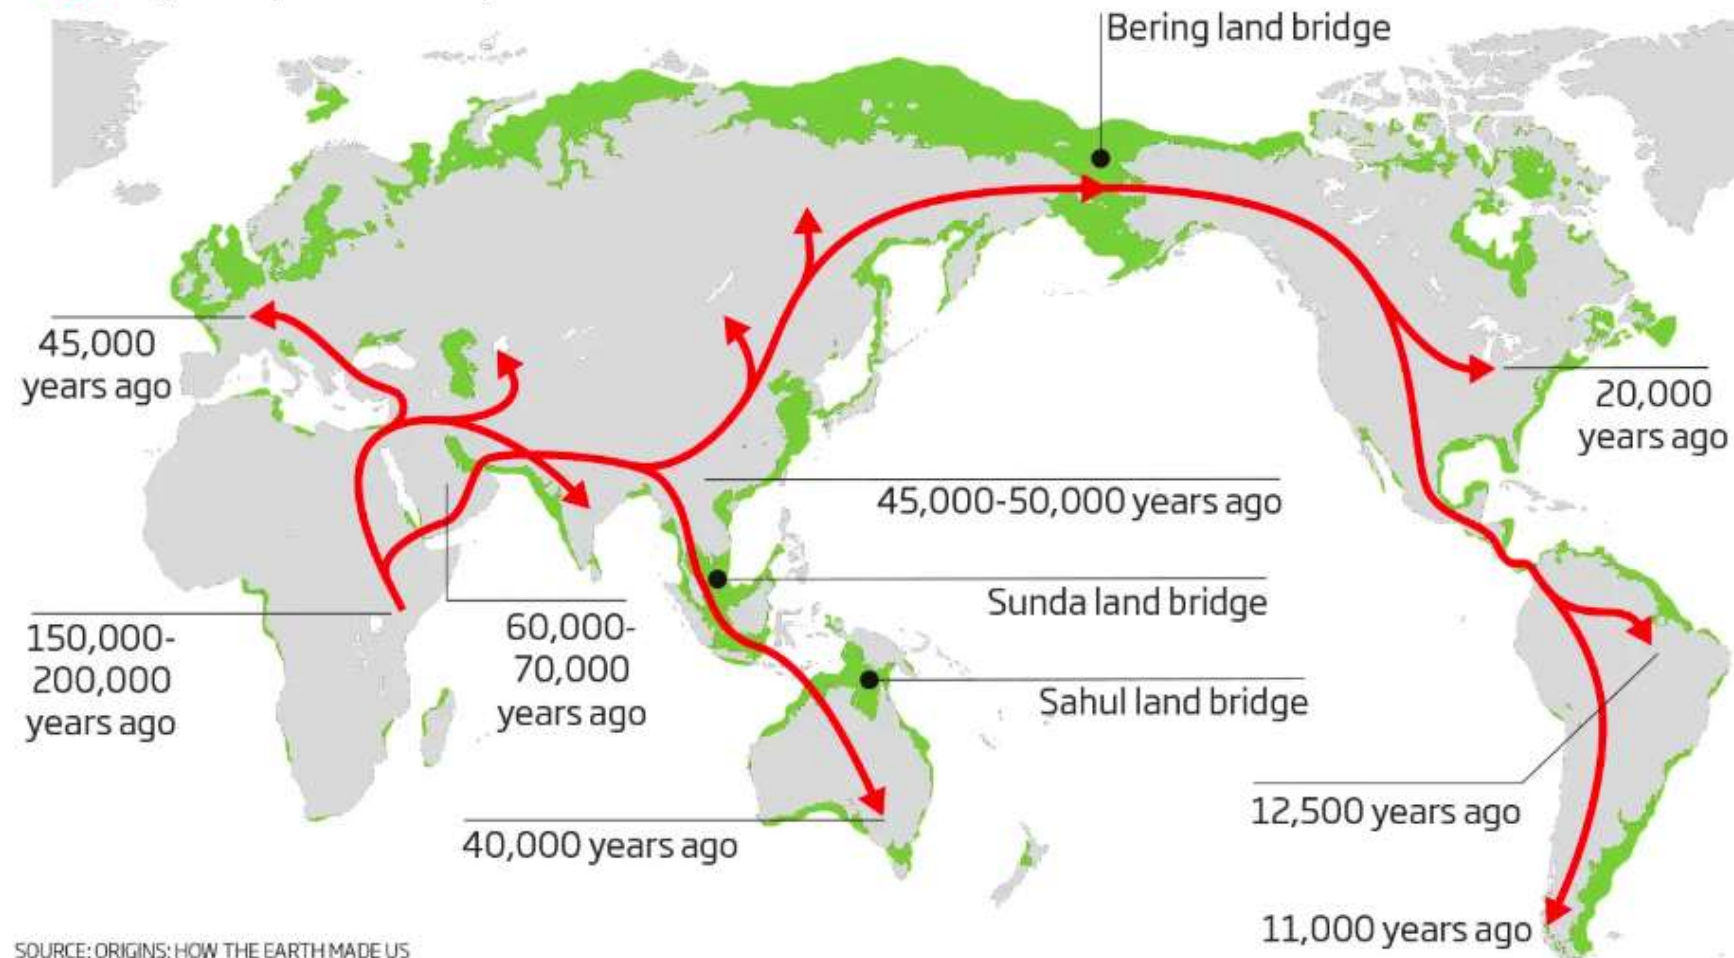 Bering land bridge
45,000
years ago
20,000
years ago
45,000-50,000 years ago
Sunda land bridge
150,000-
200,000
years ago
60,000-
70,000
years ago
Sahul land bridge
12,500 years ago
40,000 years ago
11,000 years ago
SOURCE: ORIGINS: HOW THE EARTH MADE US